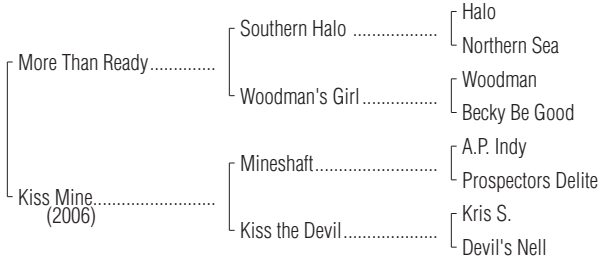 Halo
Southern Halo ..................
Northern Sea
More Than Ready..............
Woodman
Woodman's Girl ................
Becky Be Good
A.P. Indy
Mineshaft..........................
Prospectors Delite
Kiss Mine..........................
(2006)
Kris S.
Kiss the Devil....................
Devil's Nell